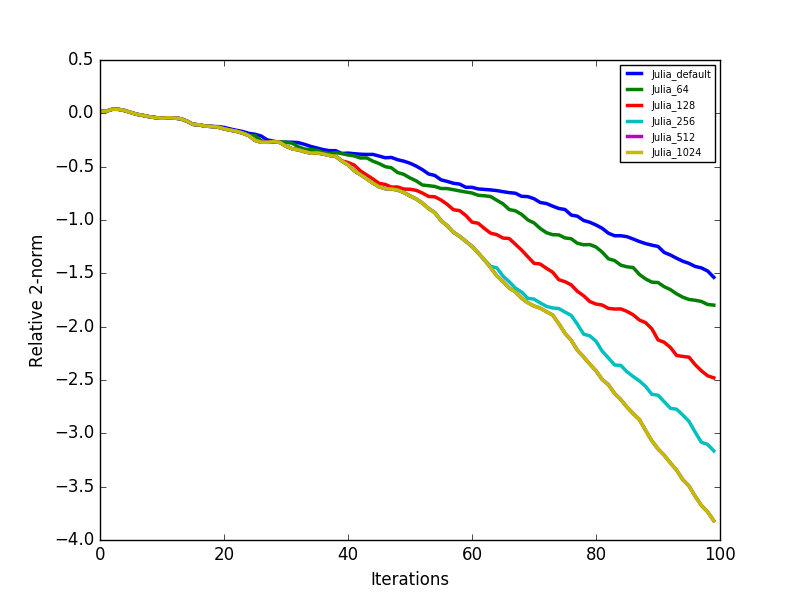 0.5
0.0
−0.5
−1.0
−1.5
−2.0
−2.5
−3.0
−3.5
−4.0
Relative 2-norm
0 20 40 60 80 100
Iterations
Julia_default
Julia_64
Julia_128
Julia_256
Julia_512
Julia_1024